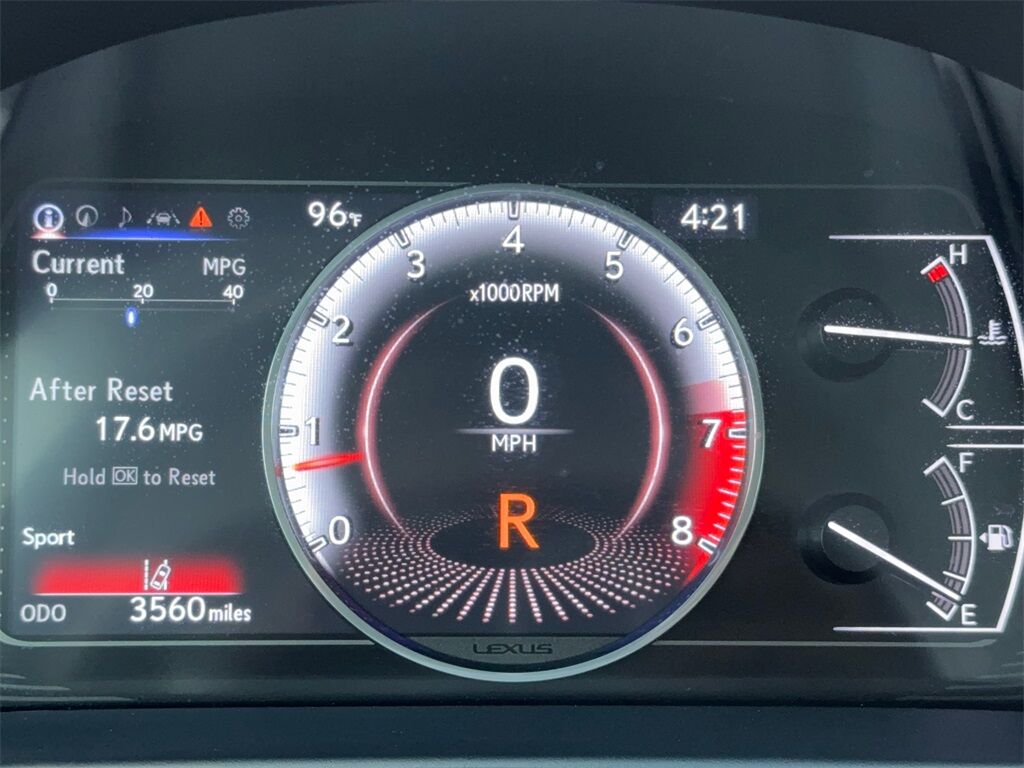 96°F
4:21
Current MPG
0 20 40
After Reset
17.6 MPG
Hold OK to Reset
Sport
ODO 3560 miles
0
1
2
3
4
5
6
7
8
x1000RPM
0
MPH
R
LEXUS
H
C
F
E